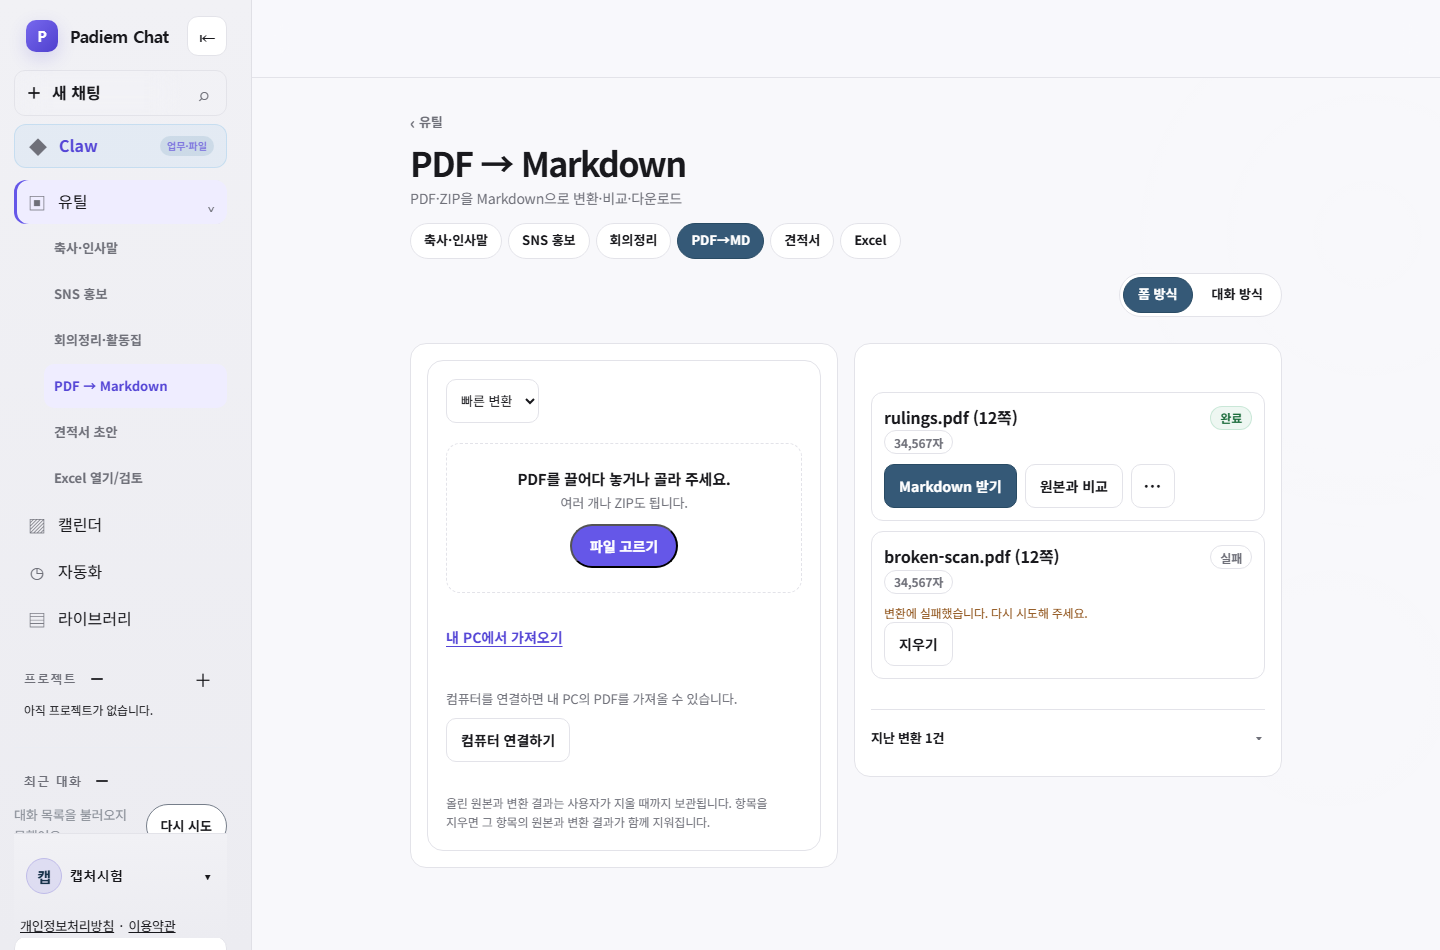 P Padiem Chat
+ 새 채팅
Claw 업무·파일
유틸
축사·인사말
SNS 홍보
회의정리·활동집
PDF → Markdown
견적서 초안
Excel 열기/검토
캘린더
자동화
라이브러리
프로젝트
아직 프로젝트가 없습니다.
최근 대화
대화 목록을 불러오지
다시 시도
캡 캡처시험
개인정보처리방침 · 이용약관
‹ 유틸
PDF → Markdown
PDF·ZIP을 Markdown으로 변환·비교·다운로드
축사·인사말 SNS 홍보 회의정리 PDF→MD 견적서 Excel
폼 방식 대화 방식
빠른 변환
PDF를 끌어다 놓거나 골라 주세요.
여러 개나 ZIP도 됩니다.
파일 고르기
내 PC에서 가져오기
컴퓨터를 연결하면 내 PC의 PDF를 가져올 수 있습니다.
컴퓨터 연결하기
올린 원본과 변환 결과는 사용자가 지울 때까지 보관됩니다. 항목을
지우면 그 항목의 원본과 변환 결과가 함께 지워집니다.
rulings.pdf (12쪽) 완료
34,567자
Markdown 받기 원본과 비교 ···
broken-scan.pdf (12쪽) 실패
34,567자
변환에 실패했습니다. 다시 시도해 주세요.
지우기
지난 변환 1건